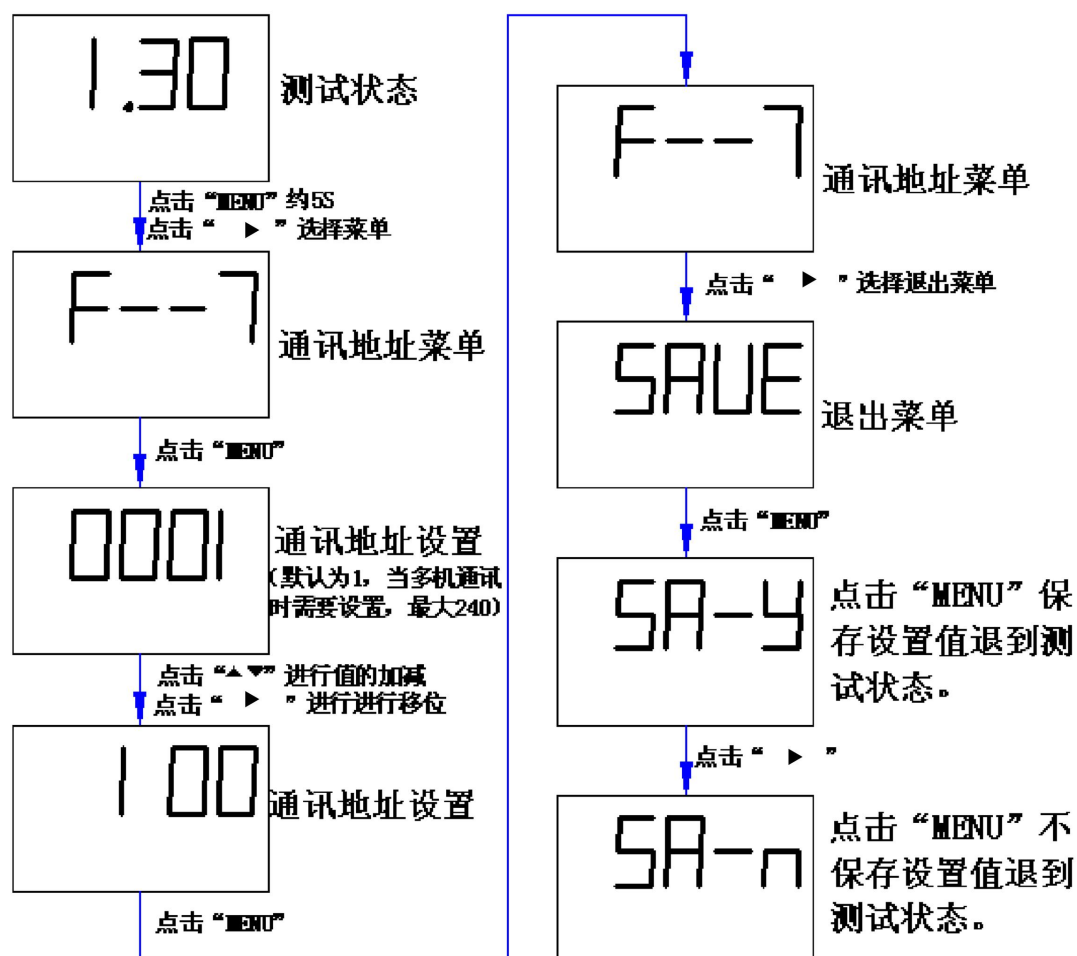 1.30
测试状态
点击“MENU”约5S
点击“ ▶ ”选择菜单
F---7
通讯地址菜单
点击“MENU”
0001
通讯地址设置
(默认为1，当多机通讯
时需要设置，最大240)
点击“▲▼”进行值的加减
点击“ ▶ ”进行进行移位
1 00
通讯地址设置
点击“MENU”
F---7
通讯地址菜单
点击“ ▶ ”选择退出菜单
SAVE
退出菜单
点击“MENU”
SA-y
点击“MENU”保
存设置值退到测
试状态。
点击“ ▶ ”
SA-n
点击“MENU”不
保存设置值退到
测试状态。